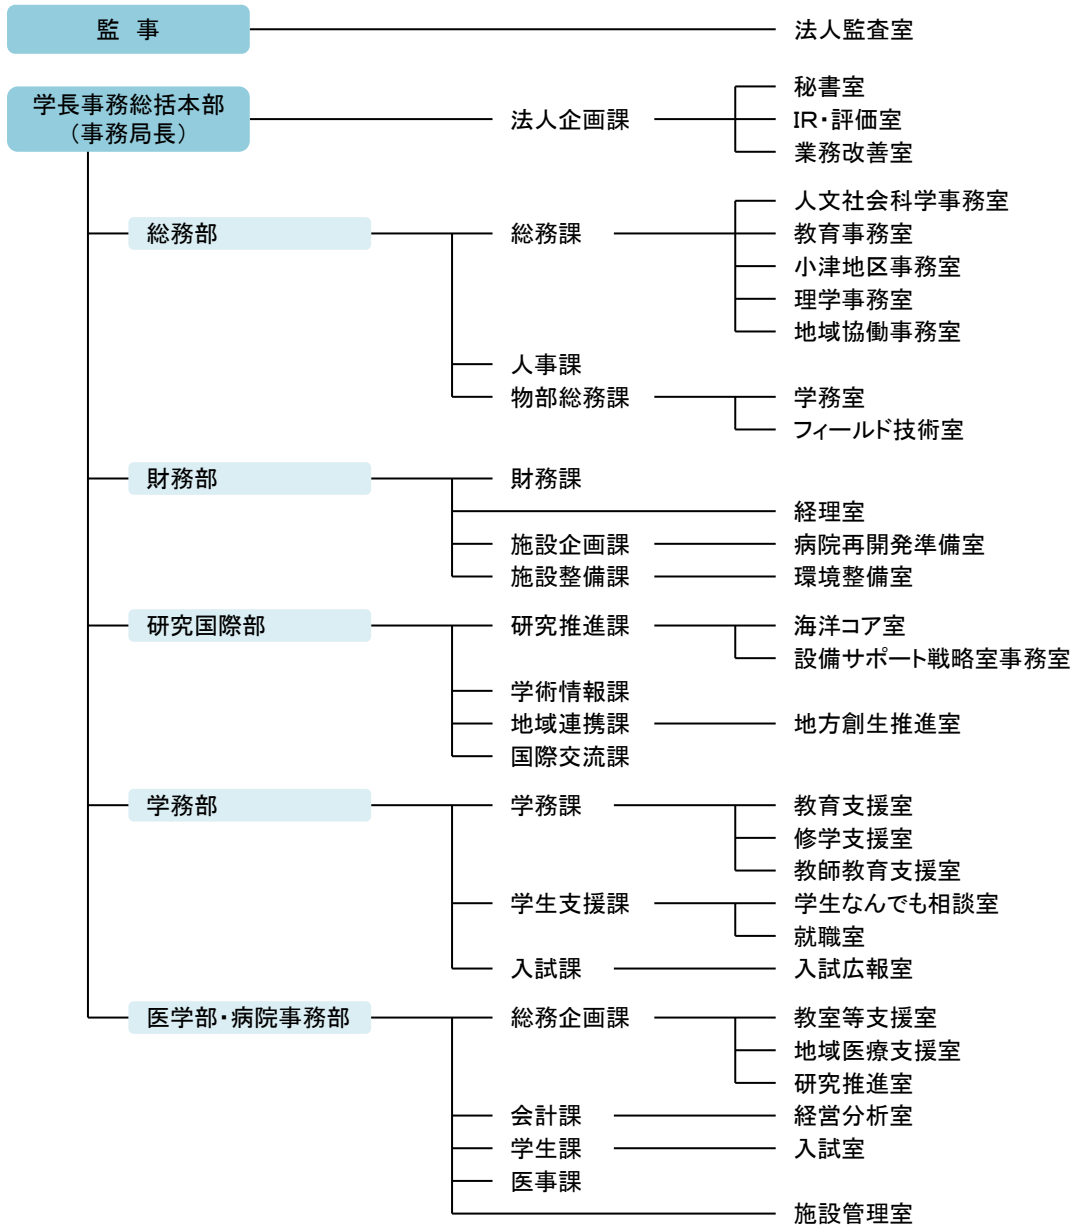 監 事
法人監査室
学長事務総括本部
（事務局長）
法人企画課
秘書室
IR・評価室
業務改善室
総務部
総務課
人文社会科学事務室
教育事務室
小津地区事務室
理学事務室
地域協働事務室
人事課
物部総務課
学務室
フィールド技術室
財務部
財務課
経理室
施設企画課
病院再開発準備室
施設整備課
環境整備室
研究国際部
研究推進課
海洋コア室
設備サポート戦略室事務室
学術情報課
地域連携課
地方創生推進室
国際交流課
学務部
学務課
教育支援室
修学支援室
教師教育支援室
学生支援課
学生なんでも相談室
就職室
入試課
入試広報室
医学部・病院事務部
総務企画課
教室等支援室
地域医療支援室
研究推進室
会計課
経営分析室
学生課
入試室
医事課
施設管理室